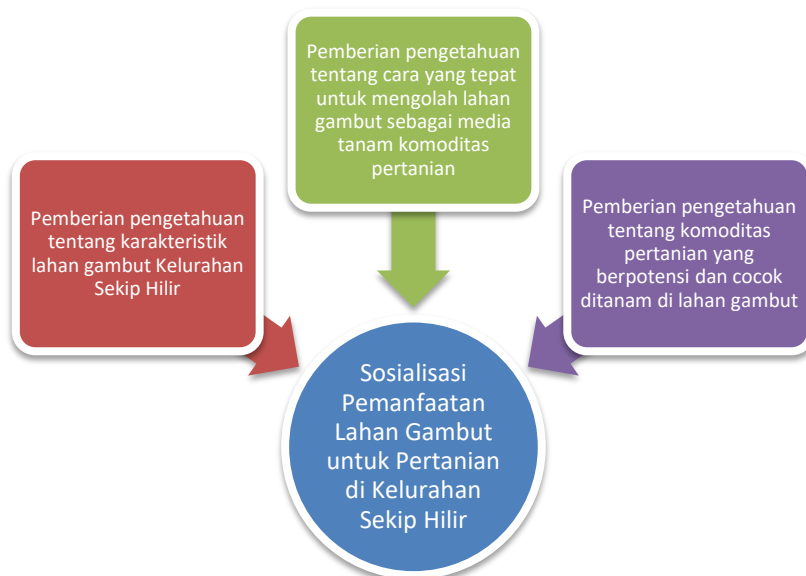 Pemberian pengetahuan
tentang cara yang tepat
untuk mengolah lahan
gambut sebagai media
tanam komoditas
pertanian
Pemberian pengetahuan
tentang karakteristik
lahan gambut Kelurahan
Sekip Hilir
Pemberian pengetahuan
tentang komoditas
pertanian yang
berpotensi dan cocok
ditanam di lahan gambut
Sosialisasi
Pemanfaatan
Lahan Gambut
untuk Pertanian
di Kelurahan
Sekip Hilir